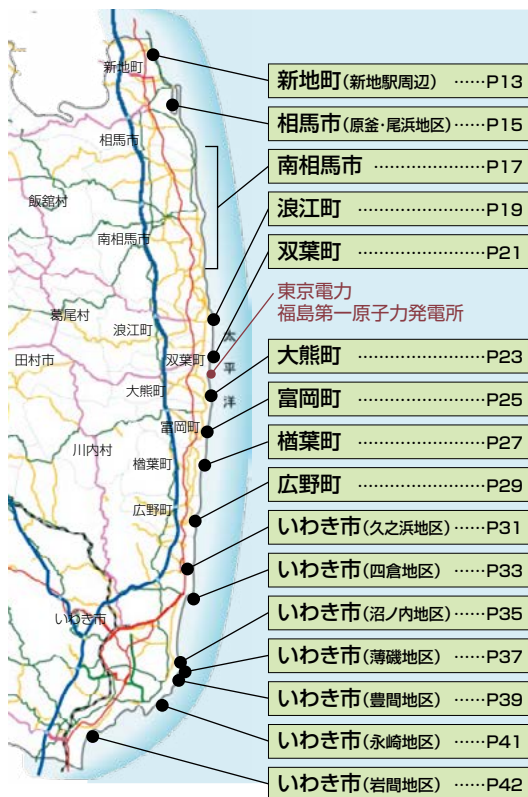 新地町(新地駅周辺) ……P13
相馬市(原釜・尾浜地区)……P15
南相馬市 ………………P17
浪江町 …………………P19
双葉町 …………………P21
東京電力
福島第一原子力発電所
大熊町 …………………P23
富岡町 …………………P25
楢葉町 …………………P27
広野町 …………………P29
いわき市(久之浜地区)……P31
いわき市(四倉地区)……P33
いわき市(沼ノ内地区)……P35
いわき市(薄磯地区)……P37
いわき市(豊間地区)……P39
いわき市(永崎地区)……P41
いわき市(岩間地区)……P42
新地町
相馬市
飯舘村
南相馬市
葛尾村
浪江町
田村市
双葉町
大熊町
富岡町
川内村
楢葉町
広野町
いわき市
太平洋